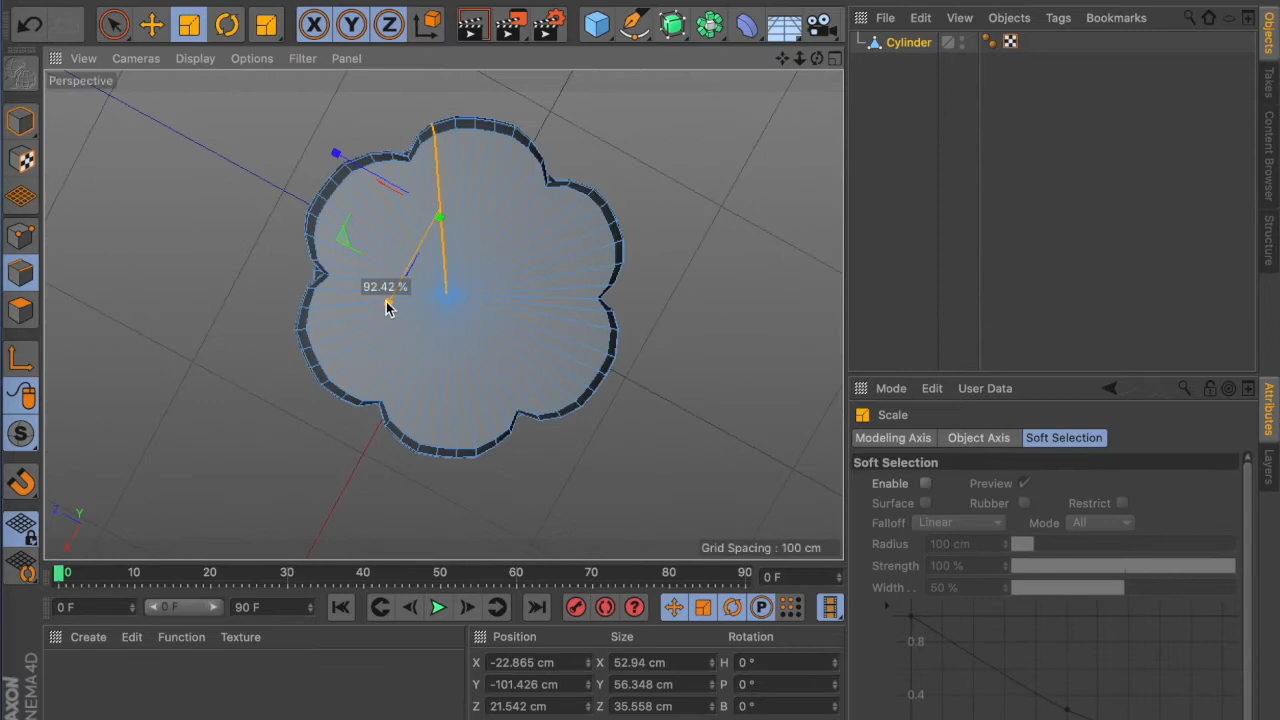 X Y Z
File Edit View Objects Tags Bookmarks
Cylinder
Objects
Takes
Content Browser
Structure
View Cameras Display Options Filter Panel
Perspective
92.42 %
Z Y X
Grid Spacing : 100 cm
S
Mode Edit User Data
Scale
Modeling Axis Object Axis Soft Selection
Soft Selection
Enable Preview
Surface Rubber Restrict
Falloff Linear Mode All
Radius 100 cm
Strength 100 %
Width . . 50 %
0.8
0.4
Attributes
Layers
0 10 20 30 40 50 60 70 80 90 0 F
0 F 0 F 90 F ? P
Create Edit Function Texture
Position Size Rotation
X -22.865 cm X 52.94 cm H 0 °
Y -101.426 cm Y 56.348 cm P 0 °
Z 21.542 cm Z 35.558 cm B 0 °
AXON
NEMA4D